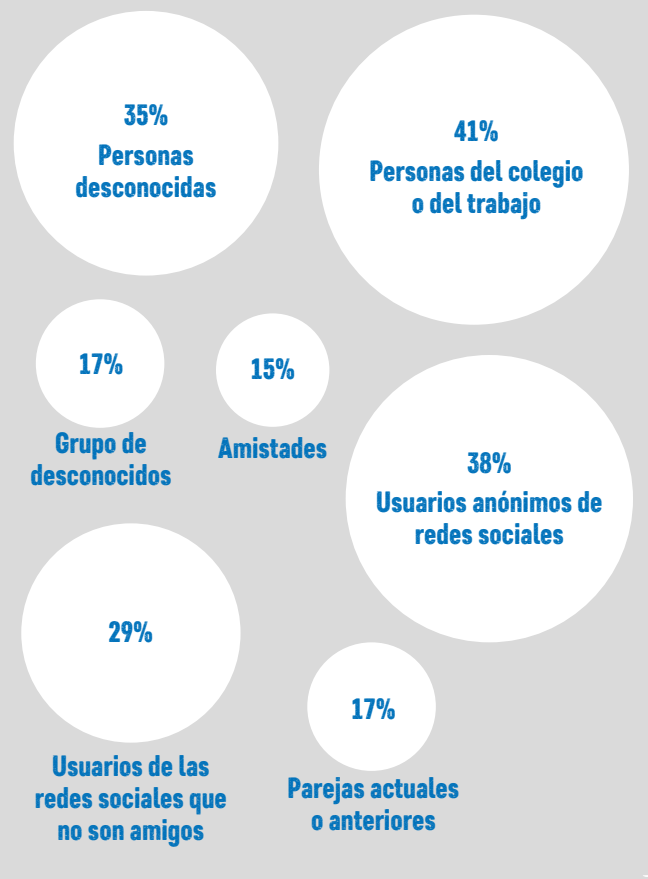 35%
Personas
desconocidas
41%
Personas del colegio
o del trabajo
17%
Grupo de
desconocidos
15%
Amistades
38%
Usuarios anónimos de
redes sociales
29%
Usuarios de las
redes sociales que
no son amigos
17%
Parejas actuales
o anteriores